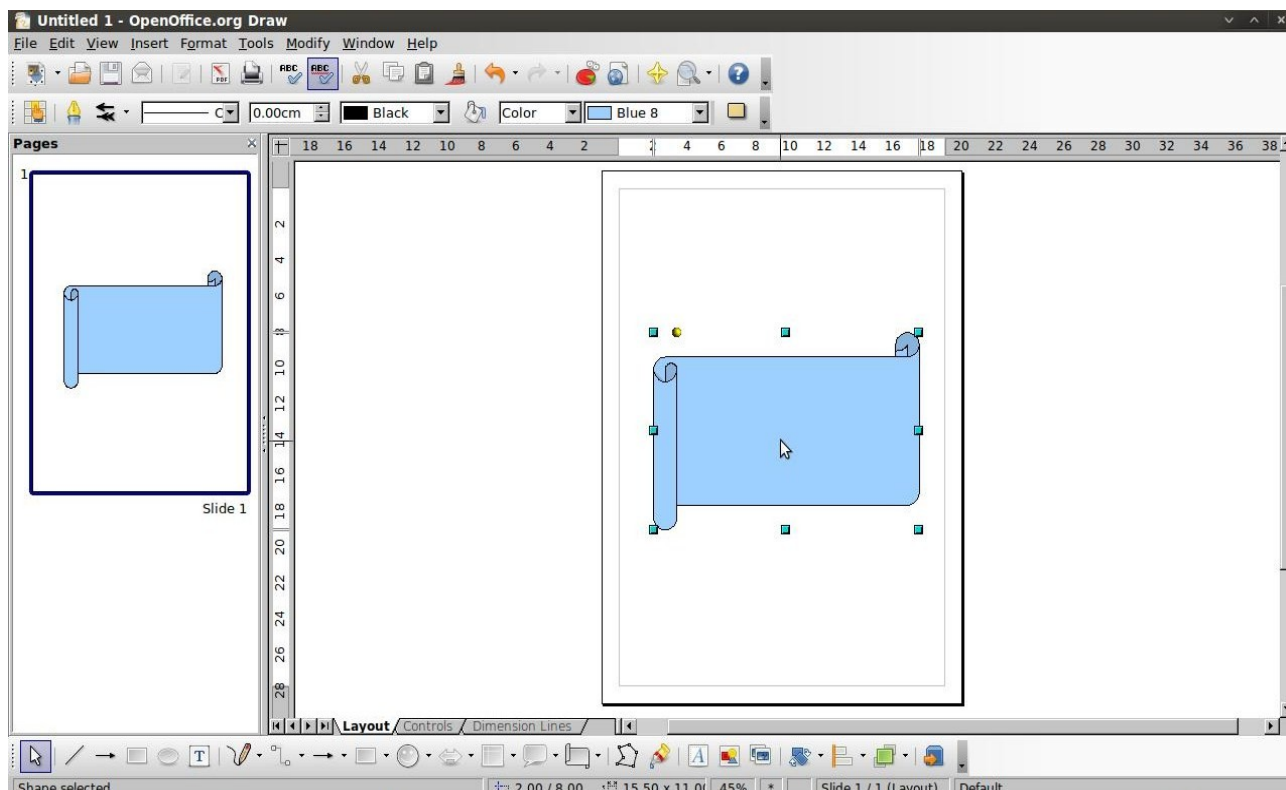 Untitled 1 - OpenOffice.org Draw
File Edit View Insert Format Tools Modify Window Help
PDF ABC ABC
C 0.00cm Black Color Blue 8
Pages
18 16 14 12 10 8 6 4 2 2 4 6 8 10 12 14 16 18 20 22 24 26 28 30 32 34 36 38
1
2
4
6
8
10
12
14
16
18
20
22
24
26
28
Slide 1
Layout Controls Dimension Lines
T A
Shape selected 2.00 / 8.00 15.50 x 11.00 45% * Slide 1 / 1 (Layout) Default